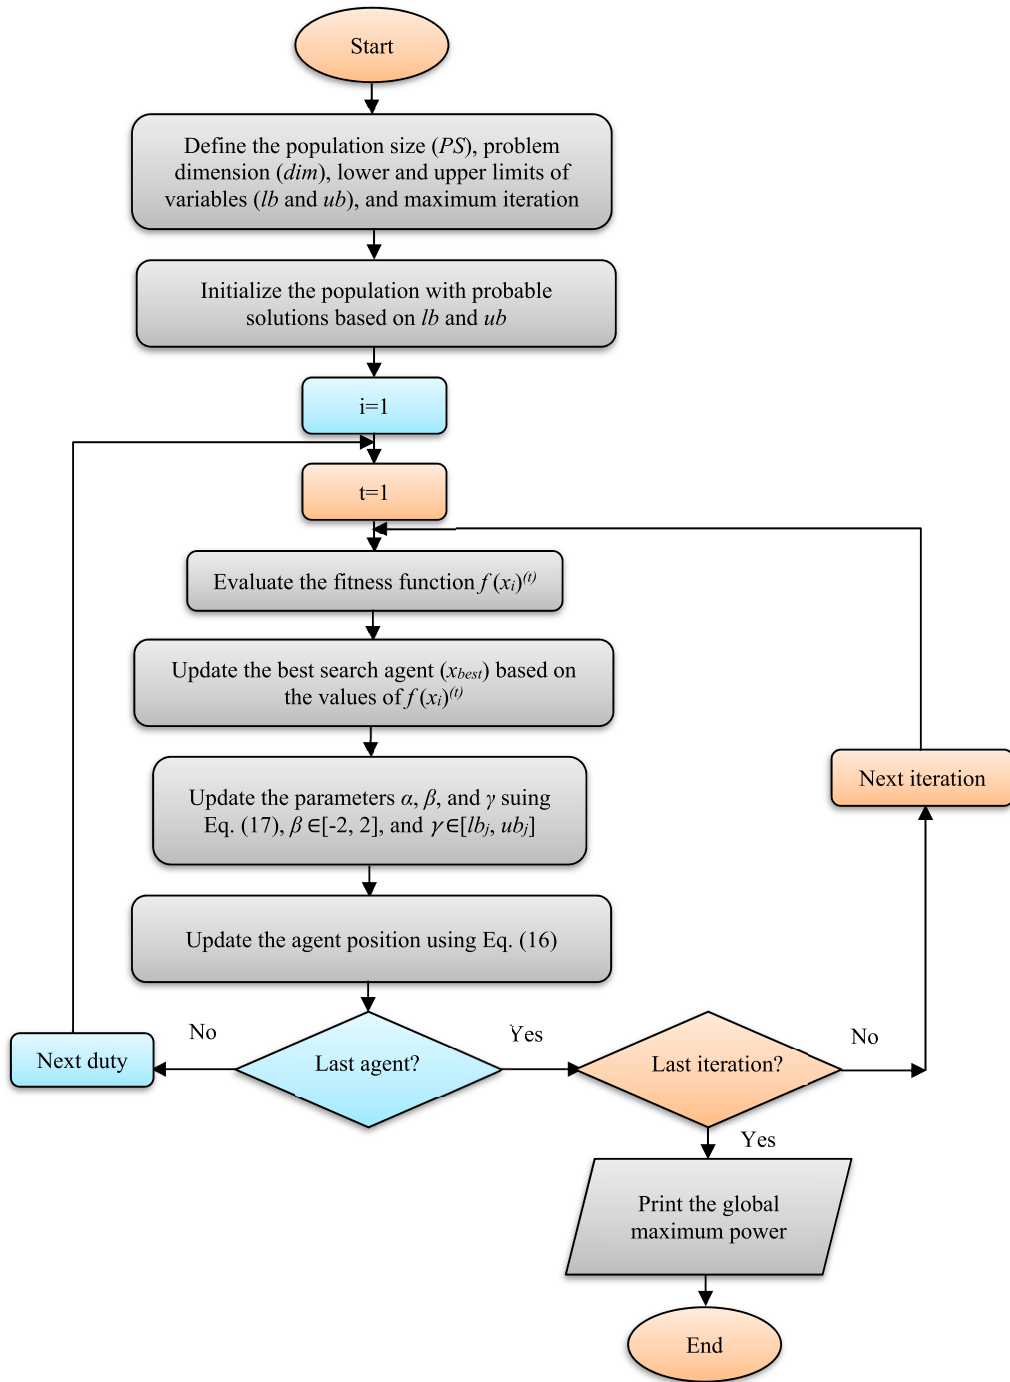 Start
Define the population size (PS), problem
dimension (dim), lower and upper limits of
variables (lb and ub), and maximum iteration
Initialize the population with probable
solutions based on lb and ub
i=1
t=1
Evaluate the fitness function f (xi)(t)
Update the best search agent (xbest) based on
the values of f (xi)(t)
Next iteration
Update the parameters α, β, and γ suing
Eq. (17), β ∈[-2, 2], and γ∈[lbj, ubj]
Update the agent position using Eq. (16)
No
Yes
No
Next duty
Last agent?
Last iteration?
Yes
Print the global
maximum power
End